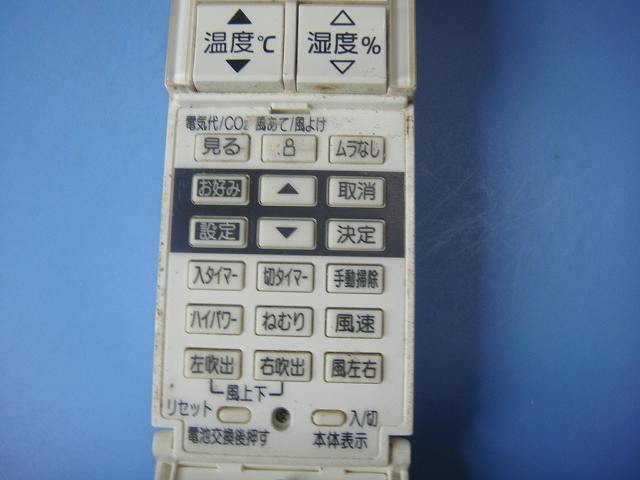 ▲ △
温度℃ 湿度%
▼ ▽
電気代/CO₂ 風あて/風よけ
見る ムラなし
お好み ▲ 取消
設定 ▼ 決定
入タイマー 切タイマー 手動掃除
ハイパワー ねむり 風速
左吹出 右吹出 風左右
風上下
リセット 入/切
電池交換後押す 本体表示